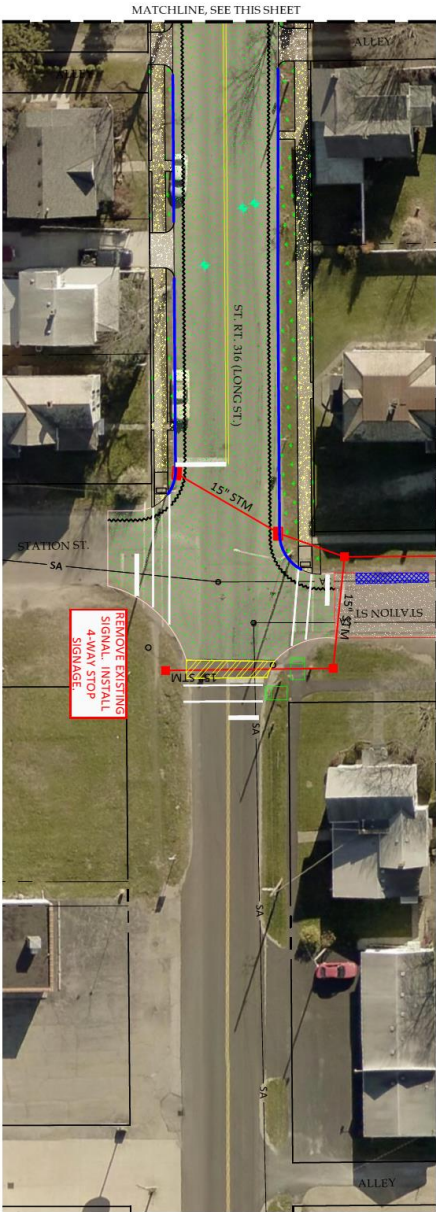 MATCHLINE, SEE THIS SHEET
ALLEY
ALLEY
ST. RT. 316 (LONG ST.)
15" STM
STATION ST.
SA
15" STM
STATION ST
REMOVE EXISTING
SIGNAL. INSTALL
4-WAY STOP
SIGNAGE.
15" STM
SA
SA
SA
ALLEY